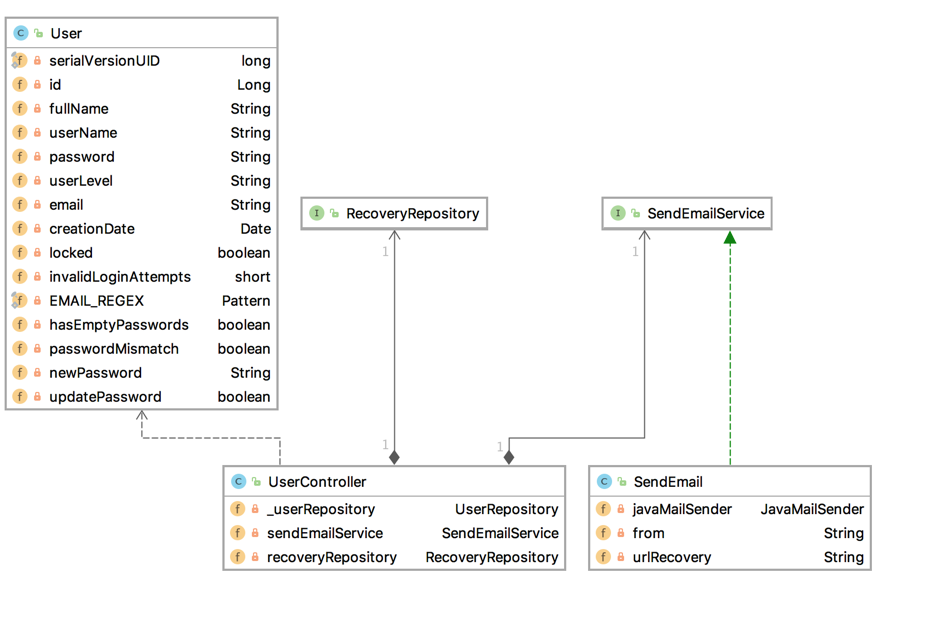 C User
f serialVersionUID long
f id Long
f fullName String
f userName String
f password String
f userLevel String
f email String
f creationDate Date
f locked boolean
f invalidLoginAttempts short
f EMAIL_REGEX Pattern
f hasEmptyPasswords boolean
f passwordMismatch boolean
f newPassword String
f updatePassword boolean
I RecoveryRepository
I SendEmailService
1
1
1
1
C UserController
f _userRepository UserRepository
f sendEmailService SendEmailService
f recoveryRepository RecoveryRepository
C SendEmail
f javaMailSender JavaMailSender
f from String
f urlRecovery String